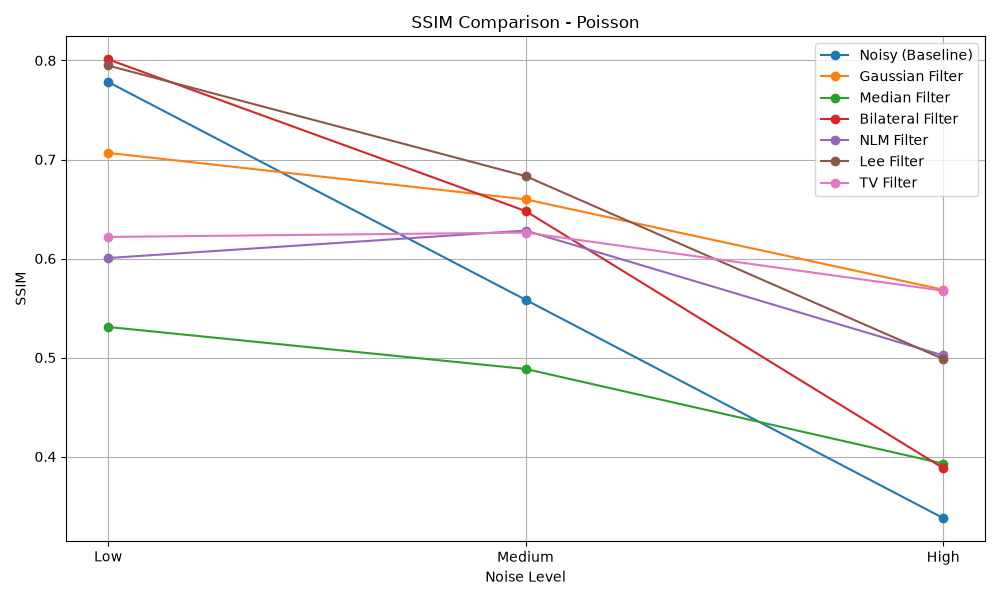 SSIM Comparison - Poisson
SSIM
0.8
0.7
0.6
0.5
0.4
Noisy (Baseline)
Gaussian Filter
Median Filter
Bilateral Filter
NLM Filter
Lee Filter
TV Filter
Low
Medium
High
Noise Level